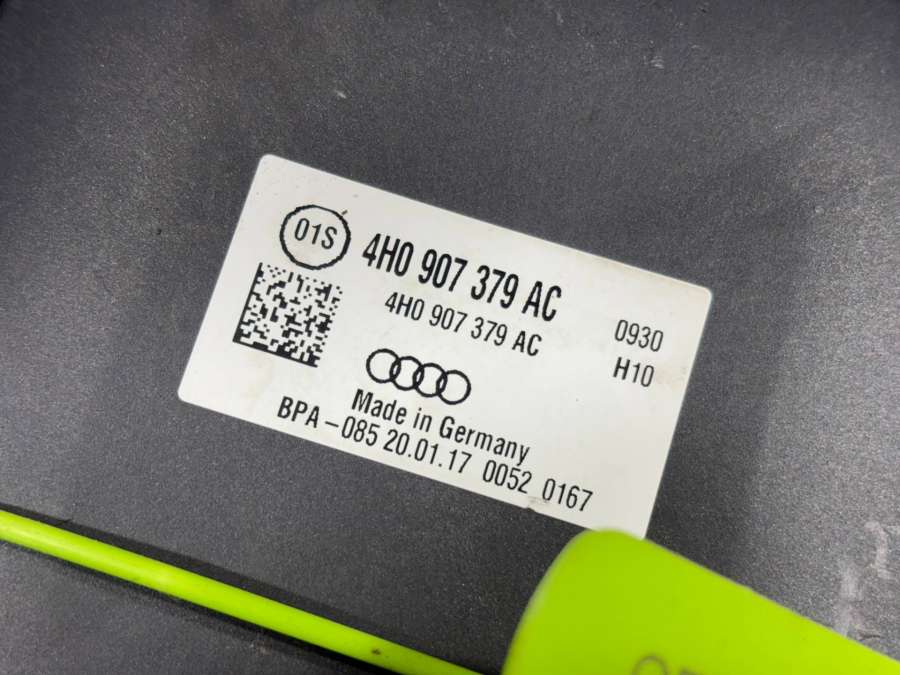 01S
4H0 907 379 AC
4H0 907 379 AC
0930
H10
Made in Germany
BPA-085 20.01.17 0052 0167